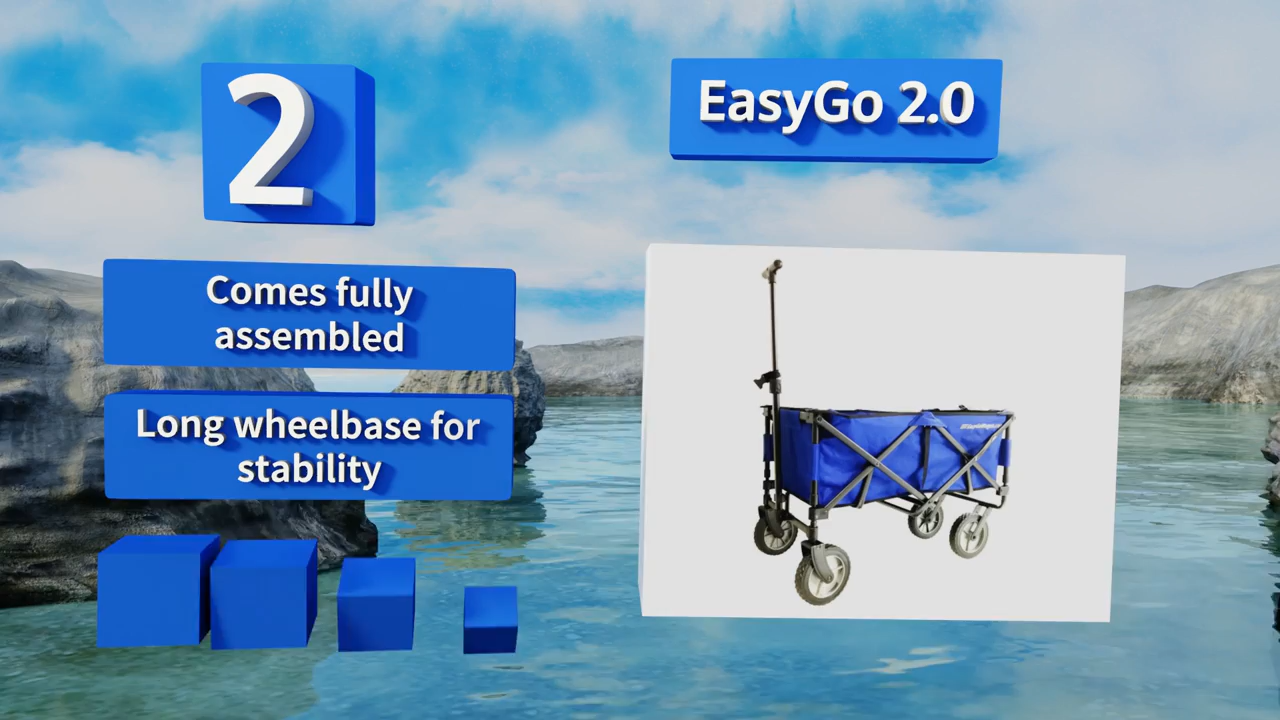 2
EasyGo 2.0
Comes fully
assembled
Long wheelbase for
stability